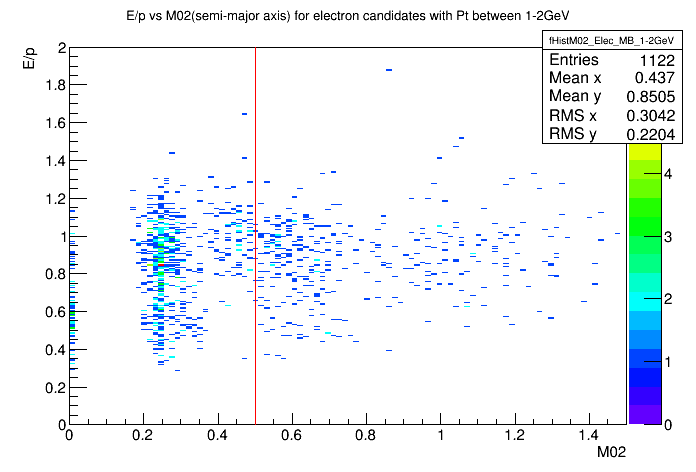 E/p vs M02(semi-major axis) for electron candidates with Pt between 1-2GeV
fHistM02_Elec_MB_1-2GeV
Entries 1122
Mean x 0.437
Mean y 0.8505
RMS x 0.3042
RMS y 0.2204
E/p
2
1.8
1.6
1.4
1.2
1
0.8
0.6
0.4
0.2
0
0 0.2 0.4 0.6 0.8 1 1.2 1.4
M02
4
3
2
1
0